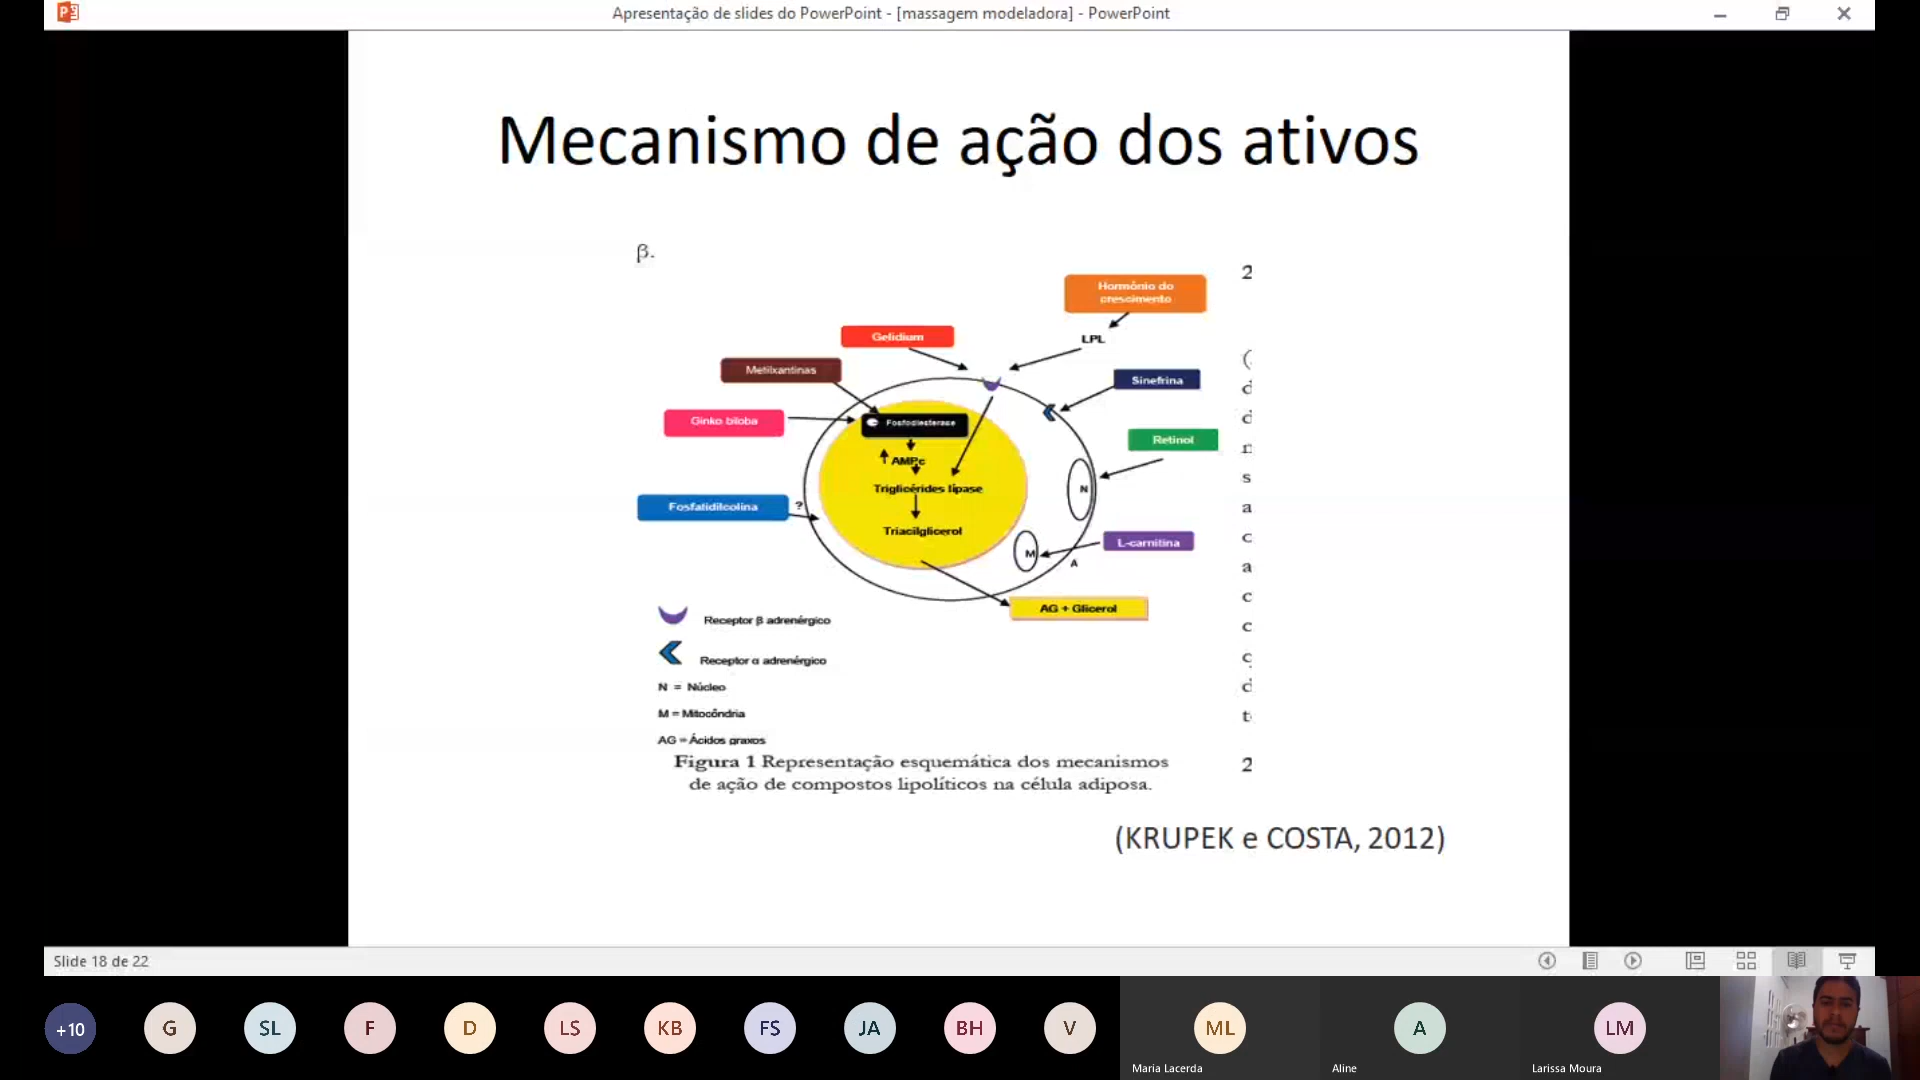 Apresentação de slides do PowerPoint - [massagem modeladora] - PowerPoint
Mecanismo de ação dos ativos
β.
2
Hormônio do
crescimento
Gelidium
LPL
Metilxantinas
Sinefrina
Ginko biloba
Fosfodiesterase
Retinol
AMPc
Triglicérides lipase
N
Fosfatidilcolina
?
Triacilglicerol
L-carnitina
M
A
AG + Glicerol
Receptor β adrenérgico
Receptor α adrenérgico
N = Núcleo
M = Mitocôndria
AG = Ácidos graxos
Figura 1 Representação esquemática dos mecanismos
de ação de compostos lipolíticos na célula adiposa.
2
(KRUPEK e COSTA, 2012)
Slide 18 de 22
+10
G
SL
F
D
LS
KB
FS
JA
BH
V
ML
A
LM
Maria Lacerda
Aline
Larissa Moura